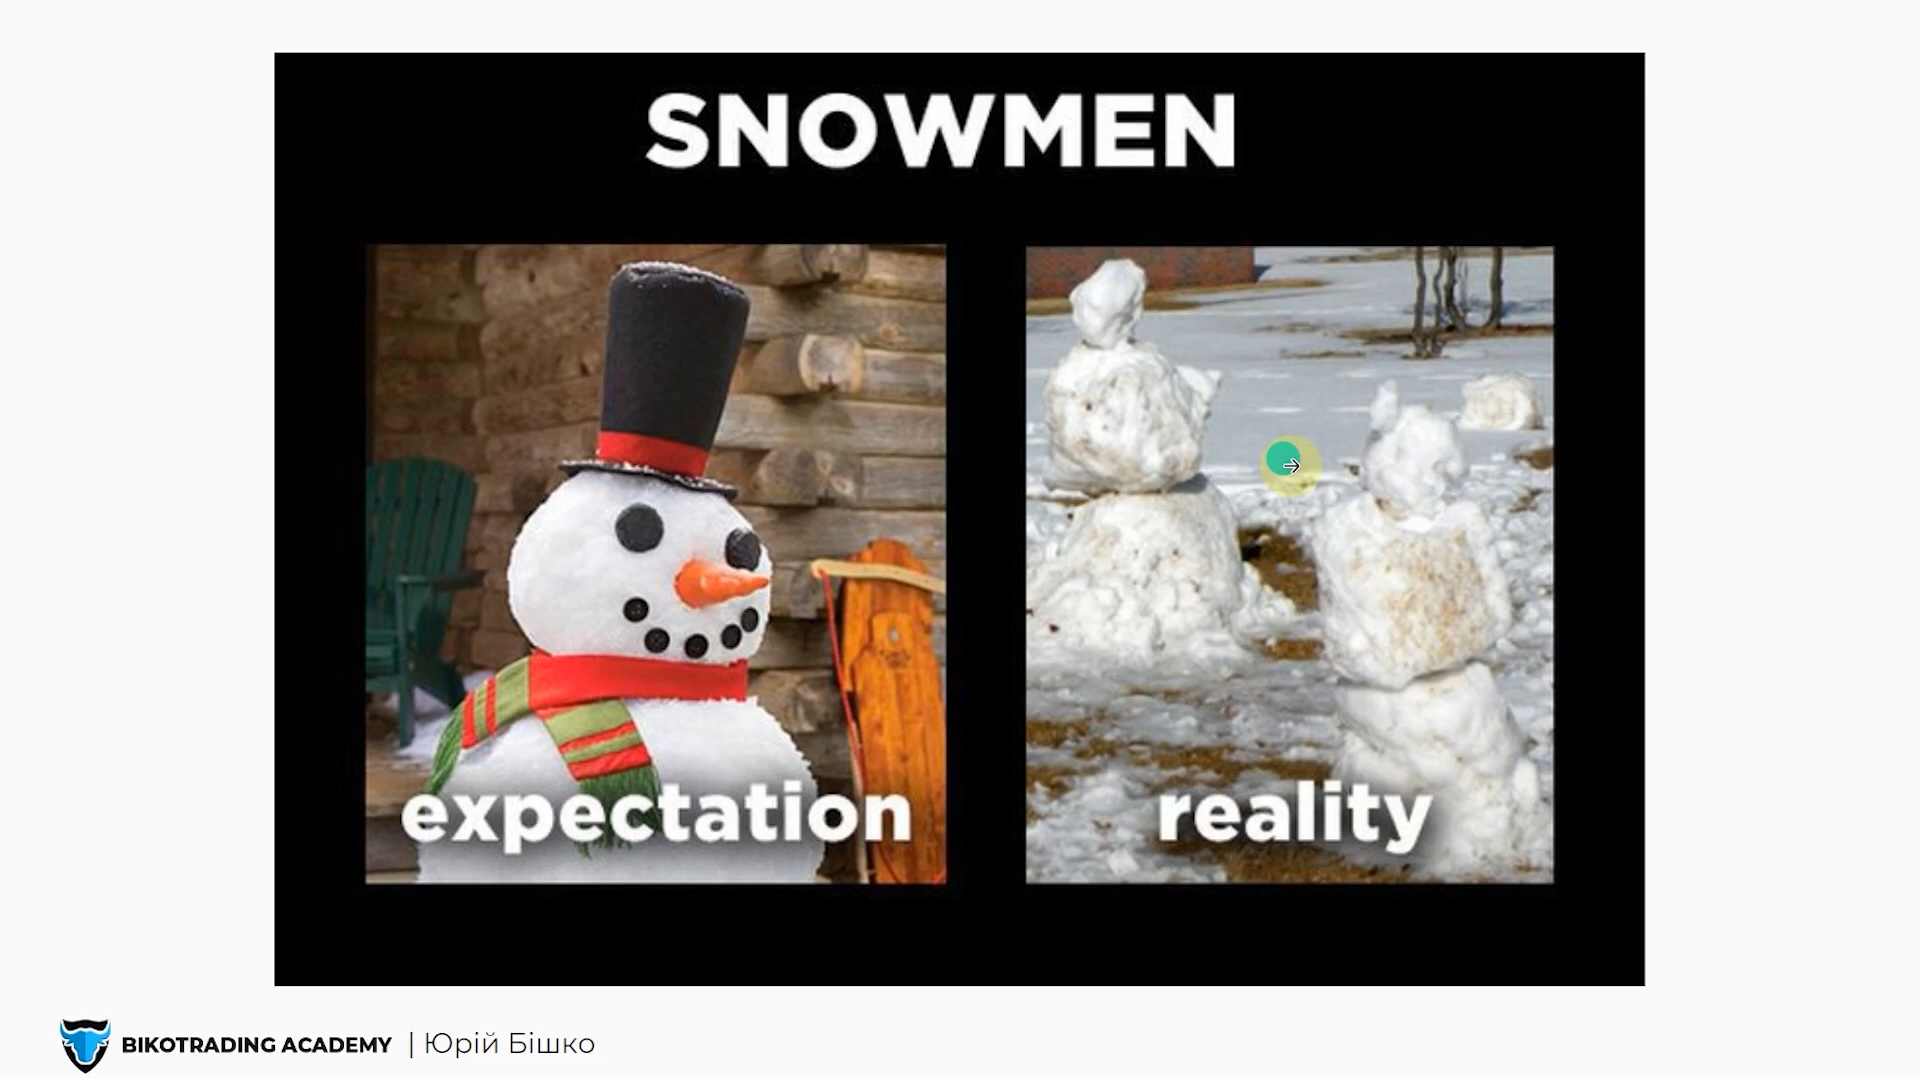 SNOWMEN
expectation
reality
BIKOTRADING ACADEMY | Юрій Бішко